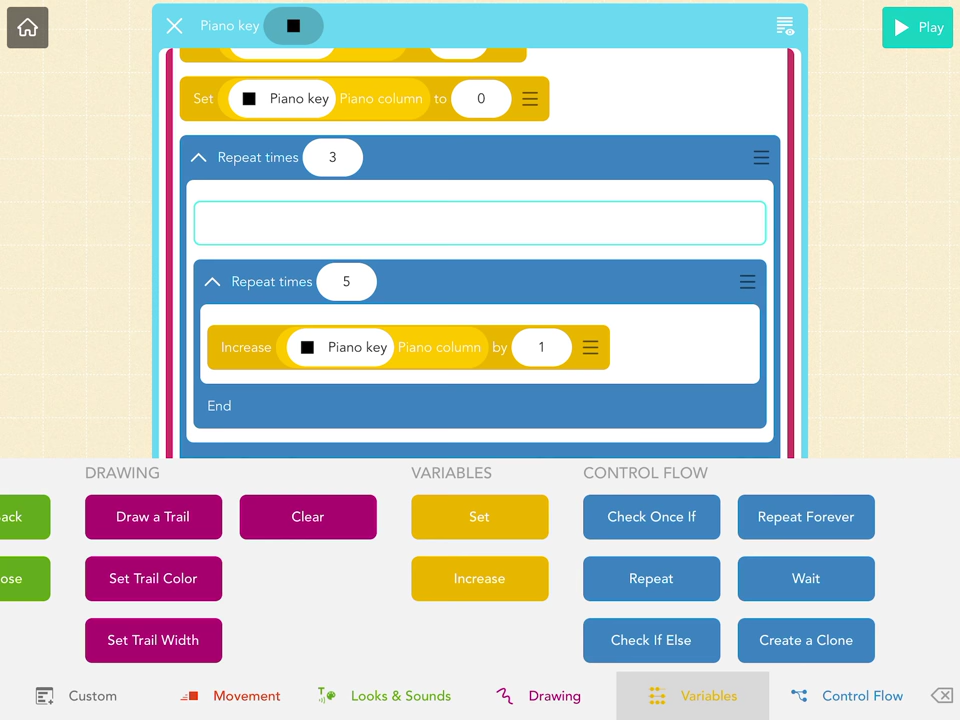 Piano key
Play
Set Piano key Piano column to 0
Repeat times 3
Repeat times 5
Increase Piano key Piano column by 1
End
DRAWING VARIABLES CONTROL FLOW
ack Draw a Trail Clear Set Check Once If Repeat Forever
ose Set Trail Color Increase Repeat Wait
Set Trail Width Check If Else Create a Clone
Custom Movement Looks & Sounds Drawing Variables Control Flow